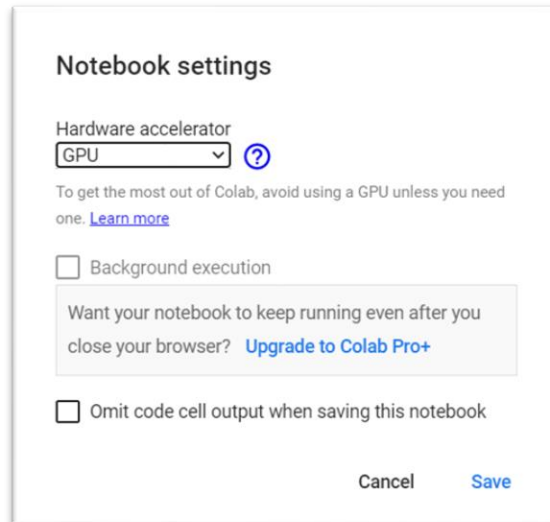 Notebook settings
Hardware accelerator
GPU
?
To get the most out of Colab, avoid using a GPU unless you need
one. Learn more
Background execution
Want your notebook to keep running even after you
close your browser? Upgrade to Colab Pro+
Omit code cell output when saving this notebook
Cancel Save